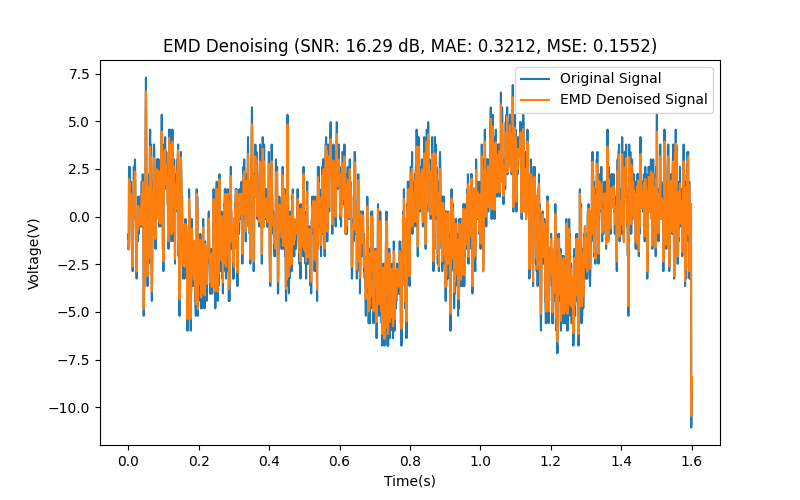 EMD Denoising (SNR: 16.29 dB, MAE: 0.3212, MSE: 0.1552)
Original Signal
EMD Denoised Signal
7.5
5.0
2.5
0.0
−2.5
−5.0
−7.5
−10.0
Voltage(V)
0.0 0.2 0.4 0.6 0.8 1.0 1.2 1.4 1.6
Time(s)